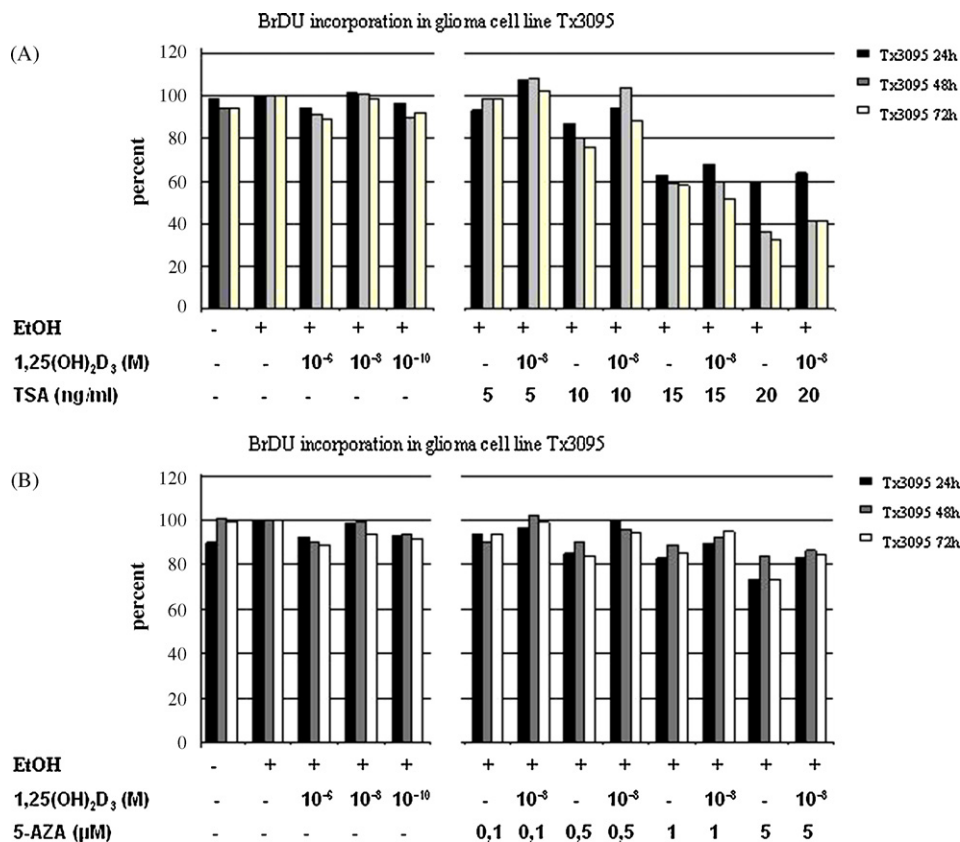 BrDU incorporation in glioma cell line Tx3095
(A)
120
100
80
60
40
20
0
percent
Tx3095 24h
Tx3095 48h
Tx3095 72h
EtOH - + + + + + + + + + + + +
1,25(OH)₂D₃ (M) - - 10⁻⁶ 10⁻⁸ 10⁻¹⁰ - 10⁻⁸ - 10⁻⁸ - 10⁻⁸ - 10⁻⁸
TSA (ng/ml) - - - - - 5 5 10 10 15 15 20 20
BrDU incorporation in glioma cell line Tx3095
(B)
120
100
80
60
40
20
0
percent
Tx3095 24h
Tx3095 48h
Tx3095 72h
EtOH - + + + + + + + + + + + +
1,25(OH)₂D₃ (M) - - 10⁻⁶ 10⁻⁸ 10⁻¹⁰ - 10⁻⁸ - 10⁻⁸ - 10⁻⁸ - 10⁻⁸
5-AZA (µM) - - - - - 0,1 0,1 0,5 0,5 1 1 5 5